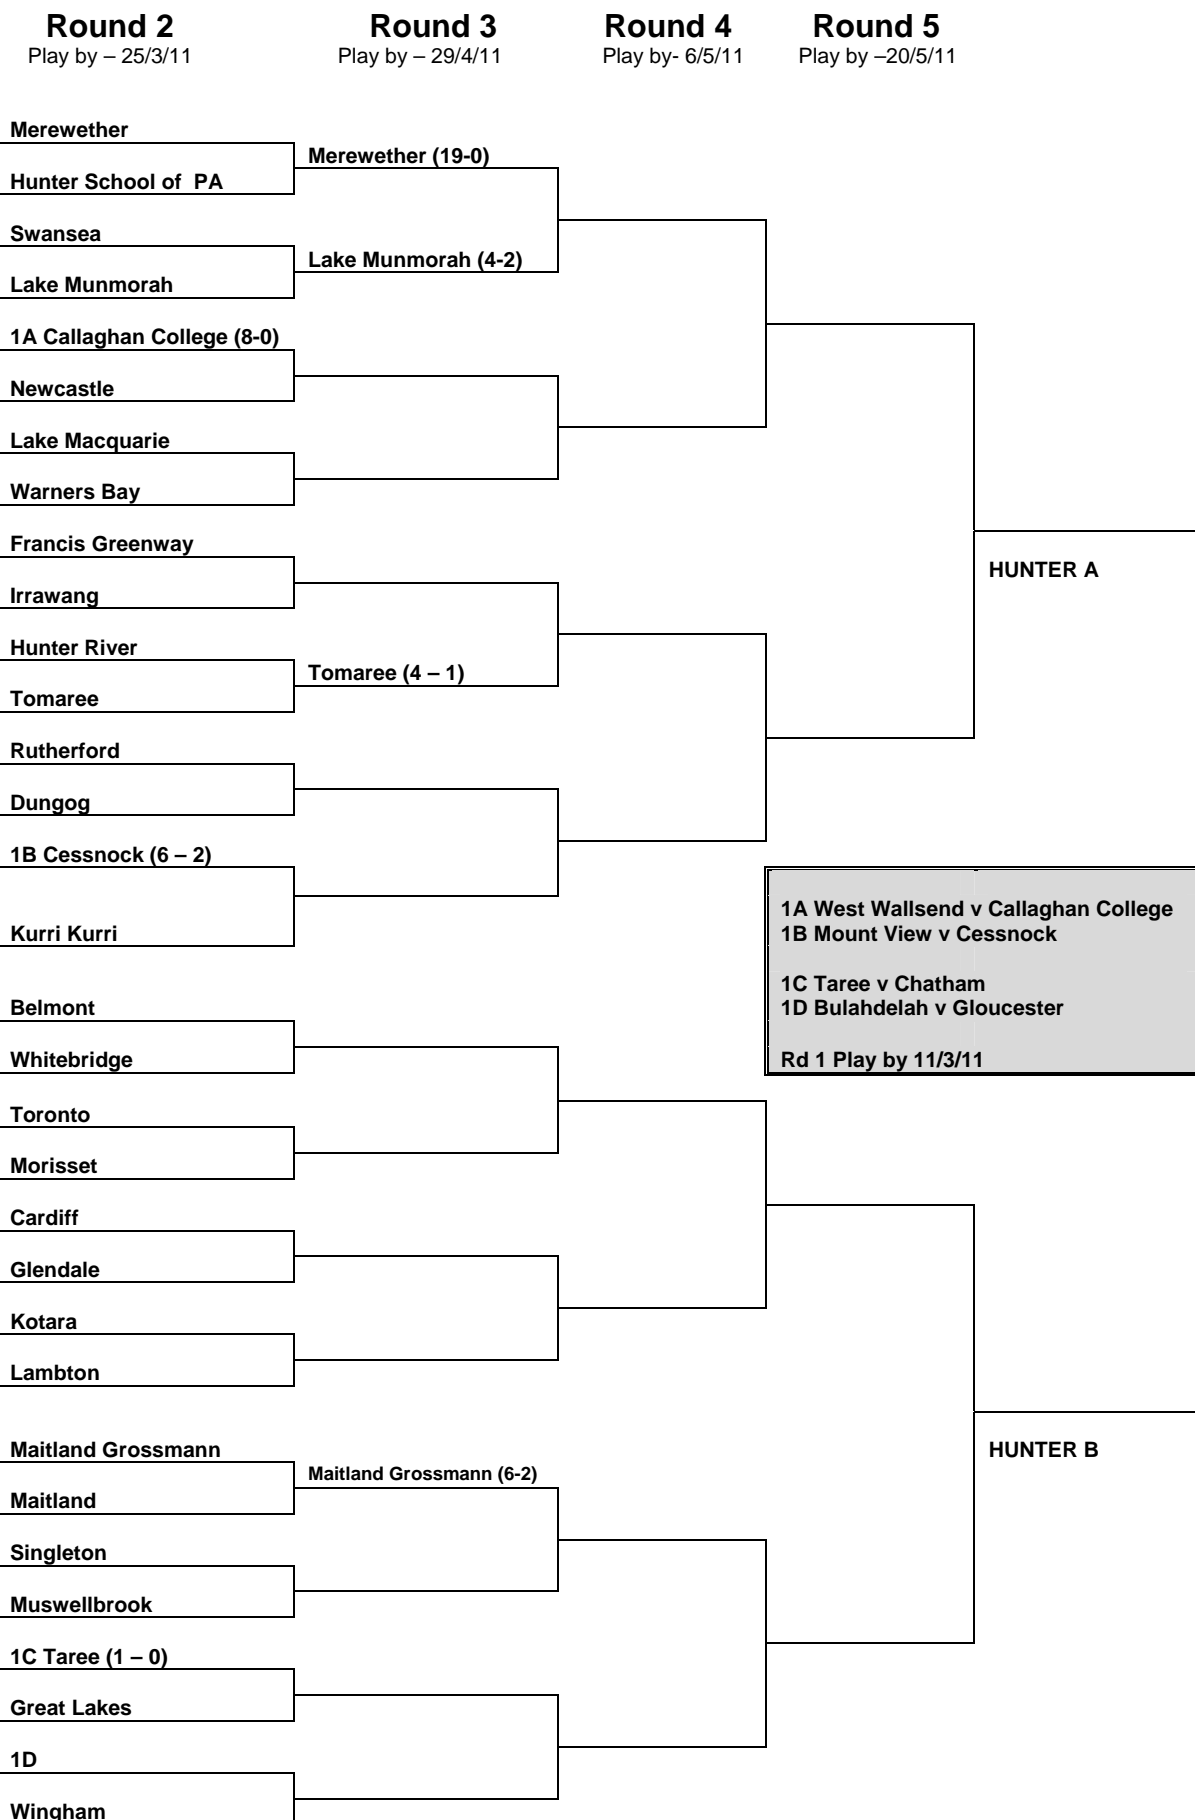 Round 2 Round 3 Round 4 Round 5
Play by – 25/3/11 Play by – 29/4/11 Play by- 6/5/11 Play by –20/5/11
Merewether
Merewether (19-0)
Hunter School of PA
Swansea
Lake Munmorah (4-2)
Lake Munmorah
1A Callaghan College (8-0)
Newcastle
Lake Macquarie
Warners Bay
Francis Greenway
HUNTER A
Irrawang
Hunter River
Tomaree (4 – 1)
Tomaree
Rutherford
Dungog
1B Cessnock (6 – 2)
1A West Wallsend v Callaghan College
Kurri Kurri
1B Mount View v Cessnock
1C Taree v Chatham
Belmont
1D Bulahdelah v Gloucester
Whitebridge
Rd 1 Play by 11/3/11
Toronto
Morisset
Cardiff
Glendale
Kotara
Lambton
Maitland Grossmann
HUNTER B
Maitland Grossmann (6-2)
Maitland
Singleton
Muswellbrook
1C Taree (1 – 0)
Great Lakes
1D
Wingham